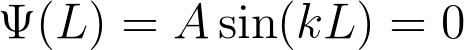 Ψ(L) = A sin(kL) = 0